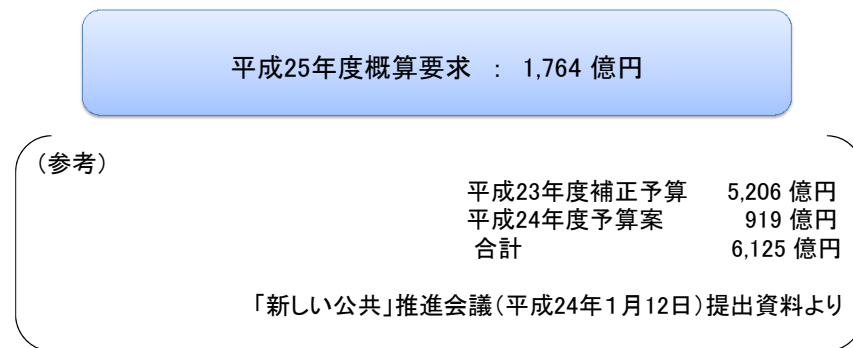 平成25年度概算要求 : 1,764 億円
(参考)
平成23年度補正予算 5,206 億円
平成24年度予算案 919 億円
合計 6,125 億円
「新しい公共」推進会議(平成24年1月12日)提出資料より